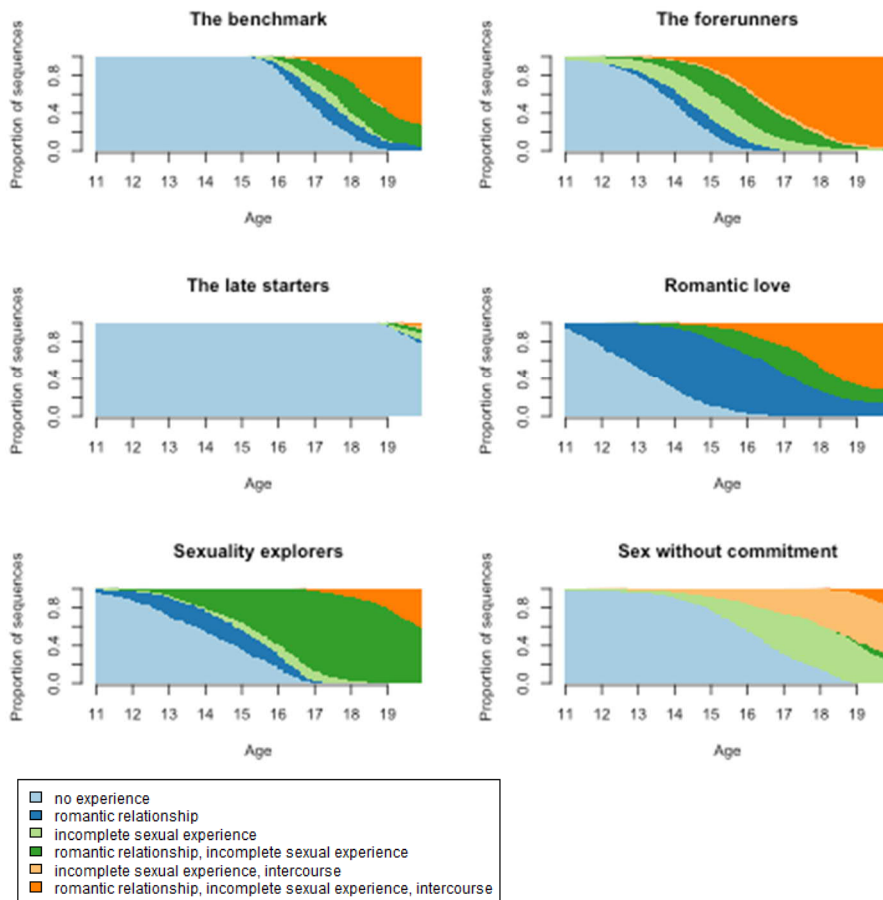 The benchmark
Proportion of sequences
0.0 0.4 0.8
11 12 13 14 15 16 17 18 19
Age
The forerunners
Proportion of sequences
0.0 0.4 0.8
11 12 13 14 15 16 17 18 19
Age
The late starters
Proportion of sequences
0.0 0.4 0.8
11 12 13 14 15 16 17 18 19
Age
Romantic love
Proportion of sequences
0.0 0.4 0.8
11 12 13 14 15 16 17 18 19
Age
Sexuality explorers
Proportion of sequences
0.0 0.4 0.8
11 12 13 14 15 16 17 18 19
Age
Sex without commitment
Proportion of sequences
0.0 0.4 0.8
11 12 13 14 15 16 17 18 19
Age
no experience
romantic relationship
incomplete sexual experience
romantic relationship, incomplete sexual experience
incomplete sexual experience, intercourse
romantic relationship, incomplete sexual experience, intercourse